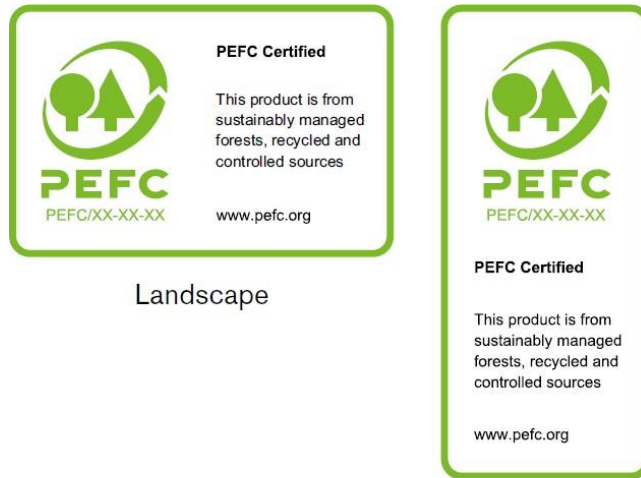 PEFC Certified
This product is from
sustainably managed
forests, recycled and
controlled sources
www.pefc.org
PEFC
PEFC/XX-XX-XX
Landscape
PEFC
PEFC/XX-XX-XX
PEFC Certified
This product is from
sustainably managed
forests, recycled and
controlled sources
www.pefc.org